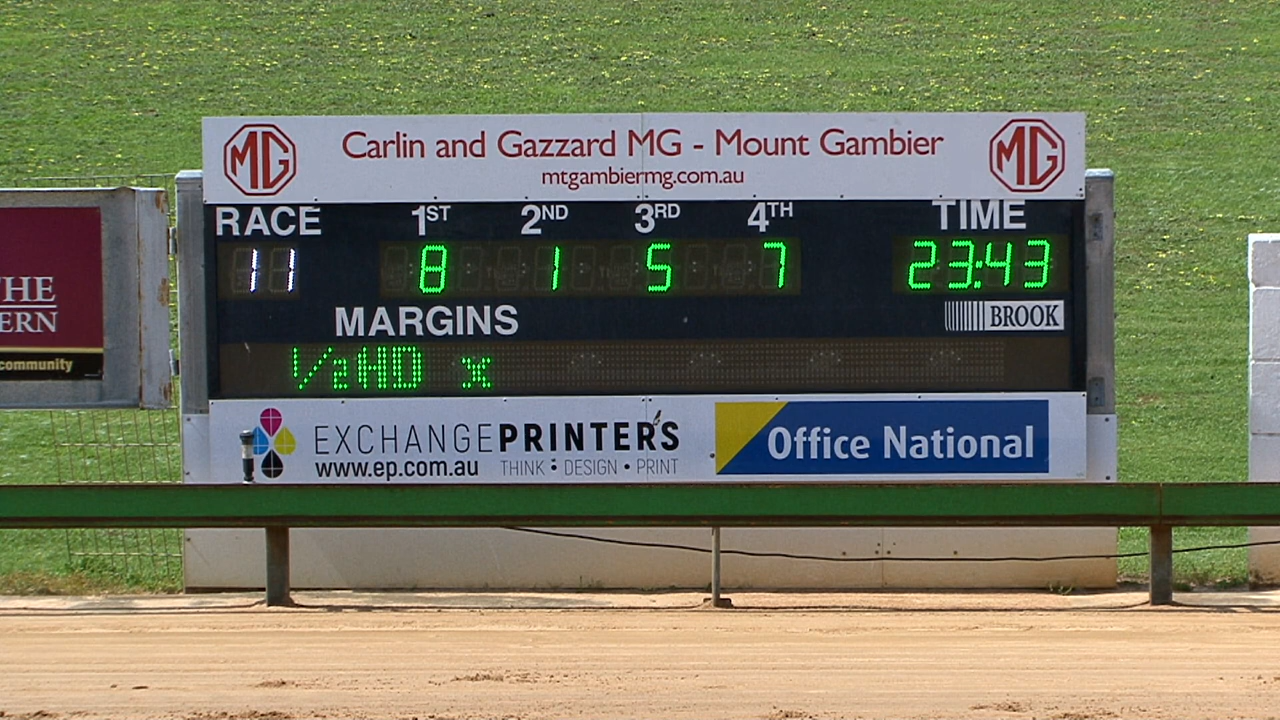 MG Carlin and Gazzard MG - Mount Gambier MG
mtgambiermg.com.au
RACE 1ST 2ND 3RD 4TH TIME
11 8 1 5 7 23:43
MARGINS BROOK
1/2HD x
THE
ERN
community
EXCHANGEPRINTERS
www.ep.com.au THINK : DESIGN • PRINT
Office National